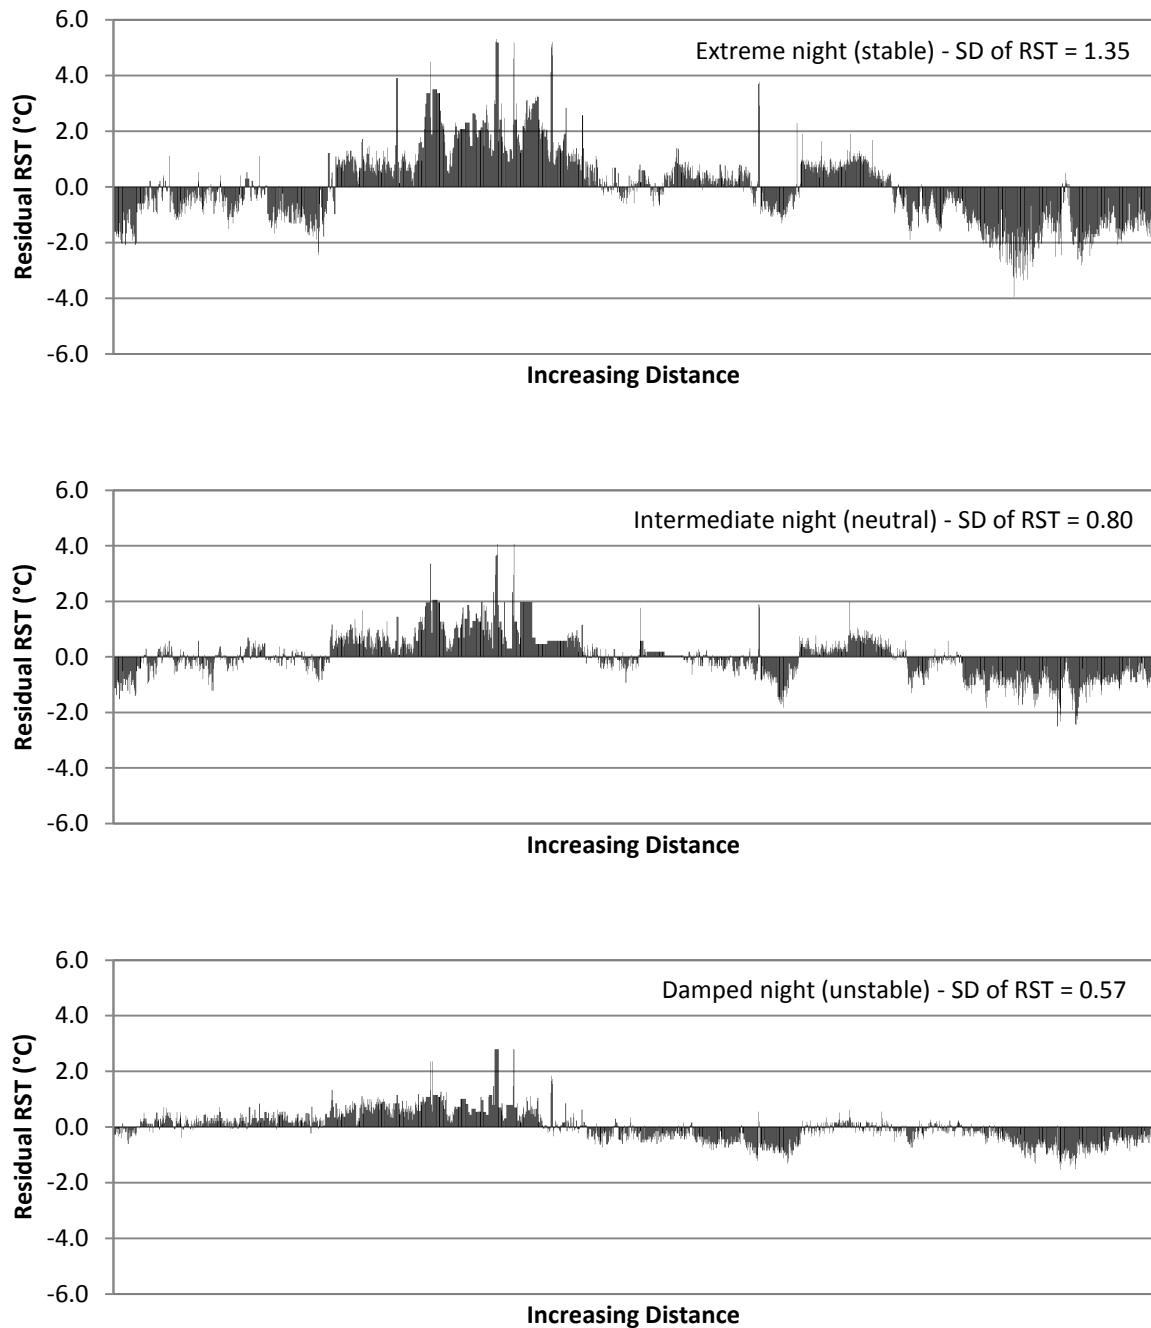 6.0
Extreme night (stable) - SD of RST = 1.35
4.0
2.0
0.0
-2.0
-4.0
-6.0
Residual RST (°C)
Increasing Distance
6.0
Intermediate night (neutral) - SD of RST = 0.80
4.0
2.0
0.0
-2.0
-4.0
-6.0
Residual RST (°C)
Increasing Distance
6.0
Damped night (unstable) - SD of RST = 0.57
4.0
2.0
0.0
-2.0
-4.0
-6.0
Residual RST (°C)
Increasing Distance